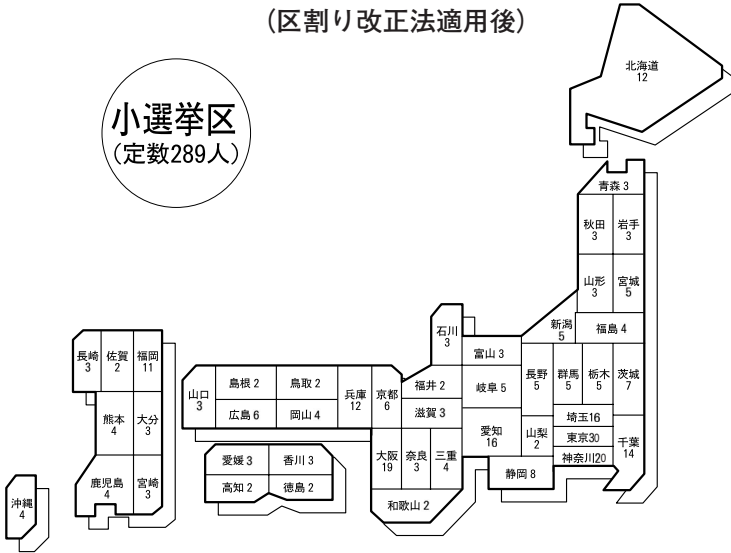 (区割り改正法適用後)
小選挙区
(定数289人)
北海道
12
青森 3
秋田
3
岩手
3
山形
3
宮城
5
新潟
5
福島 4
石川
3
富山 3
長野
5
群馬
5
栃木
5
茨城
7
長崎
3
佐賀
2
福岡
11
山口
3
島根 2
鳥取 2
兵庫
12
京都
6
福井 2
岐阜 5
広島 6
岡山 4
滋賀 3
愛知
16
山梨
2
埼玉16
東京30
神奈川20
千葉
14
熊本
4
大分
3
愛媛 3
香川 3
大阪
19
奈良
3
三重
4
静岡 8
高知 2
徳島 2
和歌山 2
鹿児島
4
宮崎
3
沖縄
4